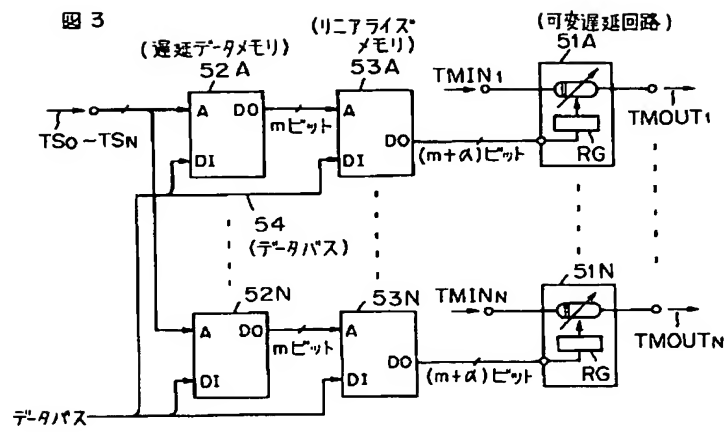 図3
(遅延データメモリ)
(リニアライズ
メモリ)
(可変遅延回路)
52A
53A
51A
TS0~TSN
A
DO
DI
mビット
A
DO
DI
(m+α)ビット
TMIN1
RG
TMOUT1
54
(データバス)
52N
53N
51N
A
DO
DI
mビット
A
DO
DI
(m+α)ビット
TMINN
RG
TMOUTN
データバス